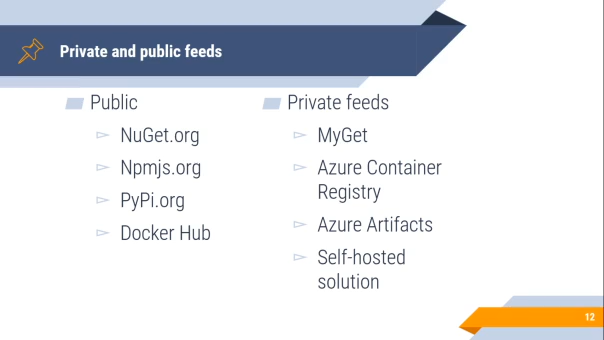 Private and public feeds
Public
NuGet.org
Npmjs.org
PyPi.org
Docker Hub
Private feeds
MyGet
Azure Container
Registry
Azure Artifacts
Self-hosted
solution
12